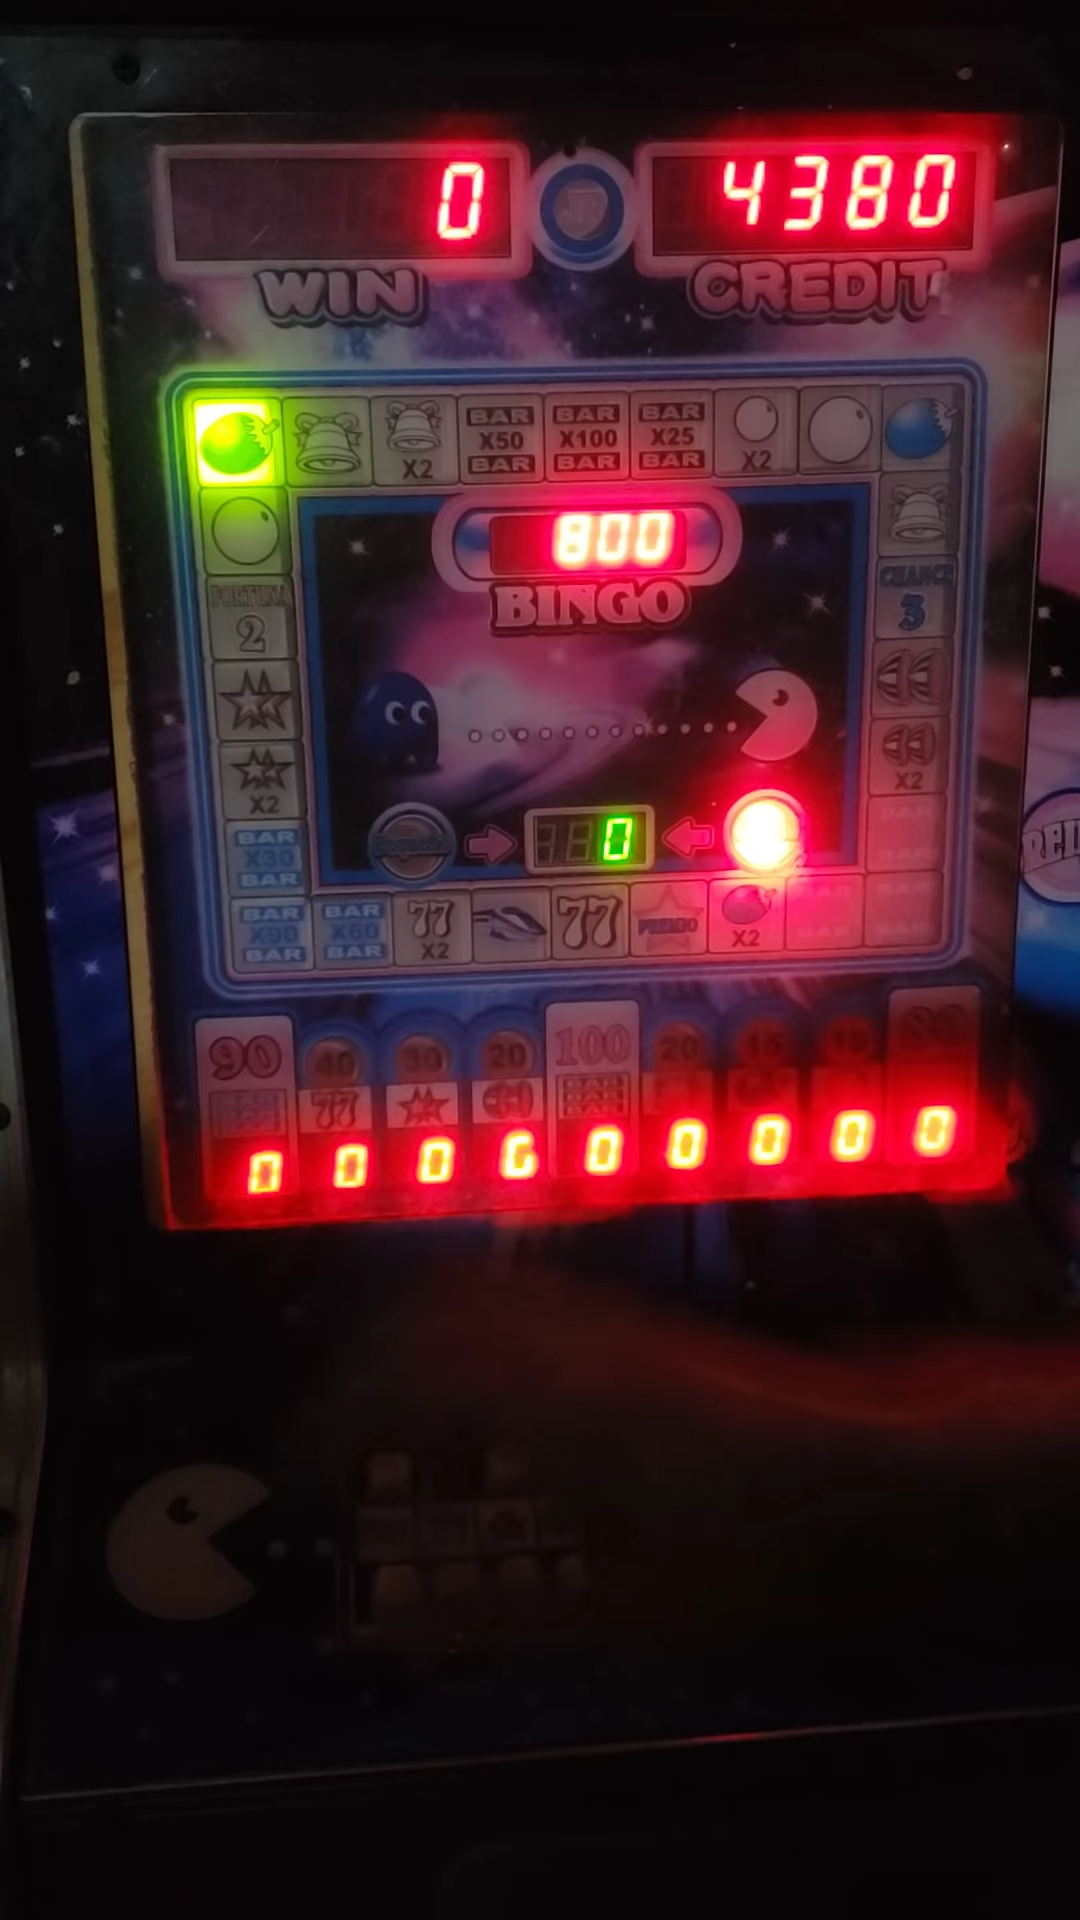 0 4380
WIN CREDIT
BAR BAR BAR
X50 X100 X25
BAR BAR BAR
X2 X2
800
BINGO
FORTUNA
2
CHANCE
3
X2
X2
BAR
X30
BAR
0
BAR
X90
BAR
BAR
X60
BAR
77
X2
77
X2
90 40 30 20 100 20 15 10 80
77
0 0 0 0 0 0 0 0 0